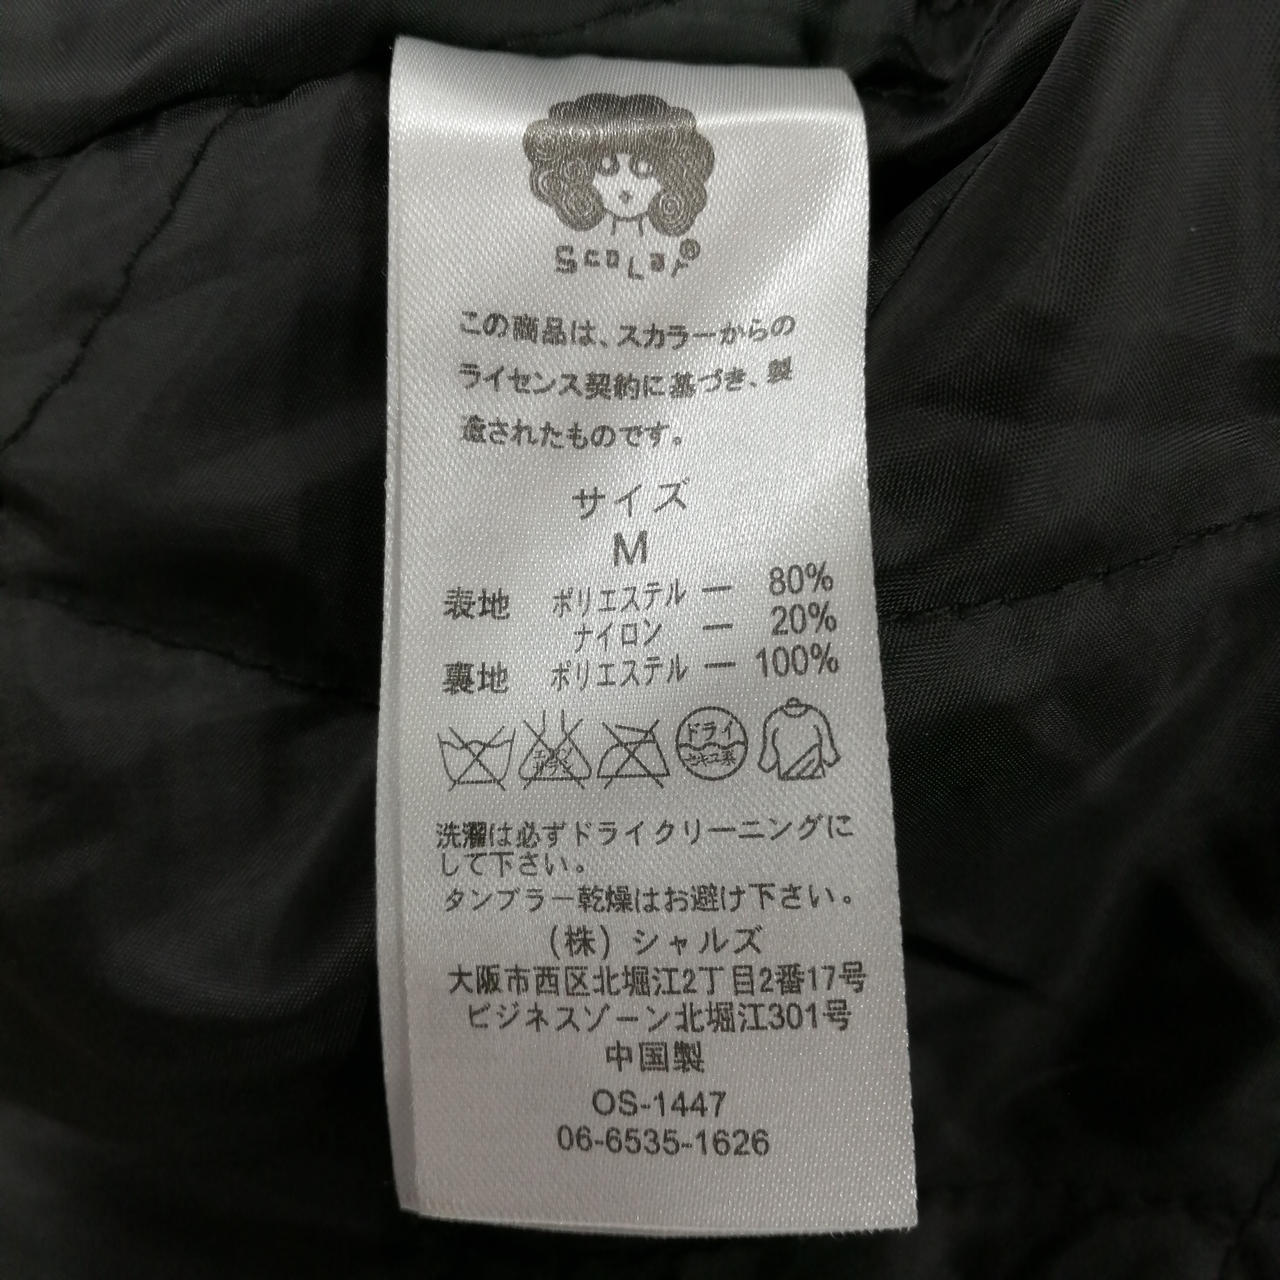 ScoLar®
この商品は、スカラーからの
ライセンス契約に基づき、製
造されたものです。
サイズ
M
表地 ポリエステル ー 80%
ナイロン ー 20%
裏地 ポリエステル ー 100%
ドライ
セキユ系
洗濯は必ずドライクリーニングに
して下さい。
タンブラー乾燥はお避け下さい。
(株) シャルズ
大阪市西区北堀江2丁目2番17号
ビジネスゾーン北堀江301号
中国製
OS-1447
06-6535-1626